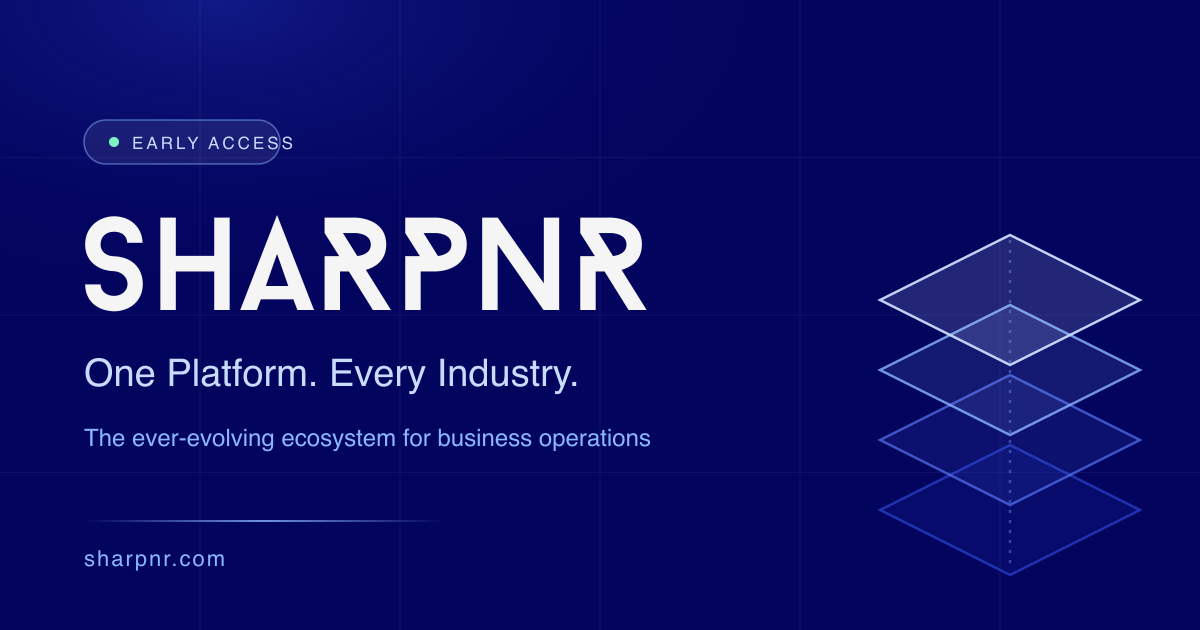 EARLY ACCESS
SHARPNR
One Platform. Every Industry.
The ever-evolving ecosystem for business operations
sharpnr.com